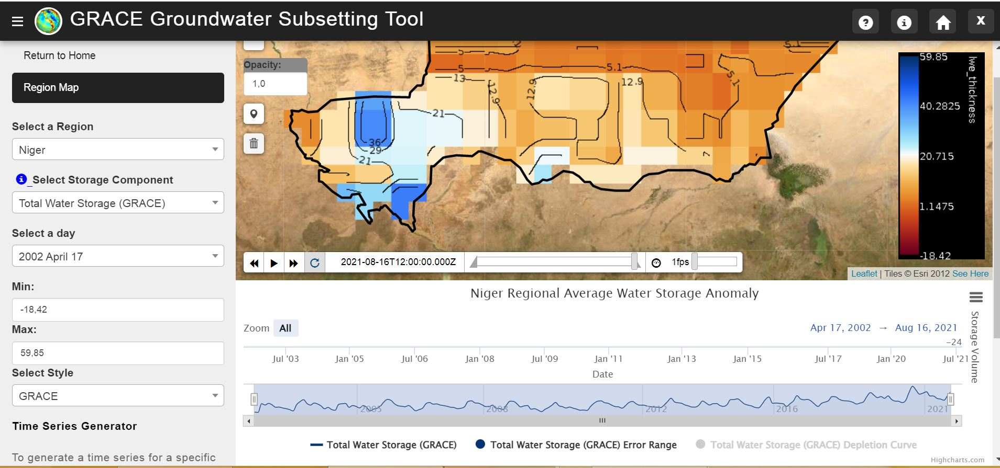 GRACE Groundwater Subsetting Tool
?
i
X
Return to Home
Region Map
Select a Region
Niger
i Select Storage Component
Total Water Storage (GRACE)
Select a day
2002 April 17
Min:
-18,42
Max:
59,85
Select Style
GRACE
Time Series Generator
To generate a time series for a specific
Opacity:
1,0
5
5
13
12.9
12.9
12.9
5.1
5.1
5.1
21
36
29
21
59.85
40.2825
20.715
1.1475
-18.42
lwe_thickness
2021-08-16T12:00:00.000Z
1fps
Leaflet | Tiles © Esri 2012 See Here
Niger Regional Average Water Storage Anomaly
Zoom All
Apr 17, 2002 → Aug 16, 2021
-24
Storage Volume
Jul '03 Jan '05 Jul '06 Jan '08 Jul '09 Jan '11 Jan '13 Jan '15 Jul '17 Jan '20 Jul '21
Date
2005 2008 2012 2016 2021
Total Water Storage (GRACE) Total Water Storage (GRACE) Error Range Total Water Storage (GRACE) Depletion Curve
Highcharts.com